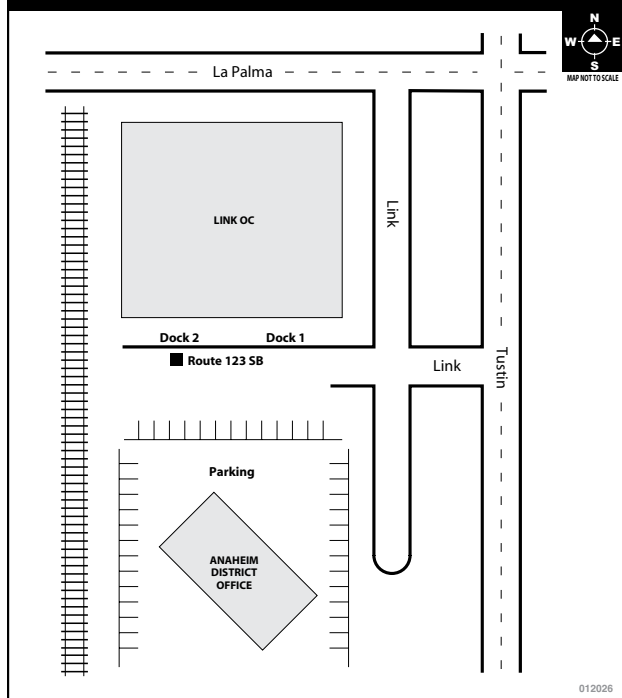 N
W E
S
MAP NOT TO SCALE
La Palma
LINK OC
Link
Dock 2 Dock 1
Route 123 SB
Link
Tustin
Parking
ANAHEIM
DISTRICT
OFFICE
012026